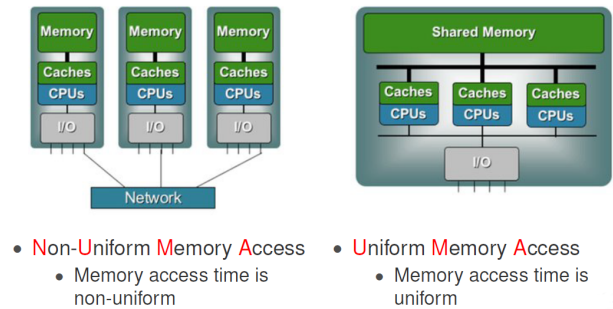 Memory Memory Memory
Caches Caches Caches
CPUs CPUs CPUs
I/O I/O I/O
Network
Shared Memory
Caches Caches Caches
CPUs CPUs CPUs
I/O
• Non-Uniform Memory Access
• Memory access time is
non-uniform
• Uniform Memory Access
• Memory access time is
uniform